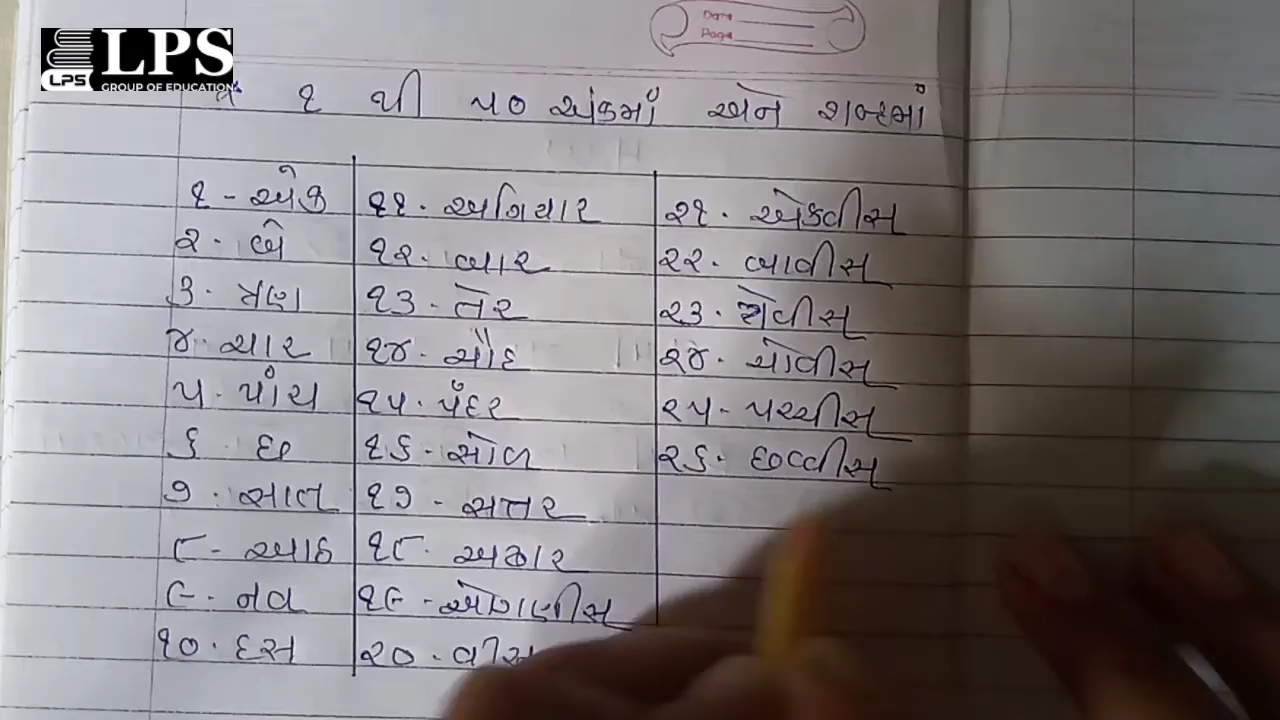 LPS
LPS
GROUP OF EDUCATION
Date
Page
૧ થી ૫૦ અંકમાં અને શબ્દમાં
૧ - એક
૨. બે
૩. ત્રણ
૪. ચાર
૫. પાંચ
૬. છ
૭. સાત
૮ - આઠ
૯. નવ
૧૦. દસ
૧૧. અગિયાર
૧૨. બાર
૧૩ - તેર
૧૪. ચૌદ
૧૫. પંદર
૧૬ - સોળ
૧૭ - સત્તર
૧૮. અઢાર
૧૯ - ઓગણીસ
૨૦ - વીસ
૨૧. એકવીસ
૨૨. બાવીસ
૨૩. ત્રેવીસ
૨૪. ચોવીસ
૨૫ - પચ્ચીસ
૨૬. છવ્વીસ